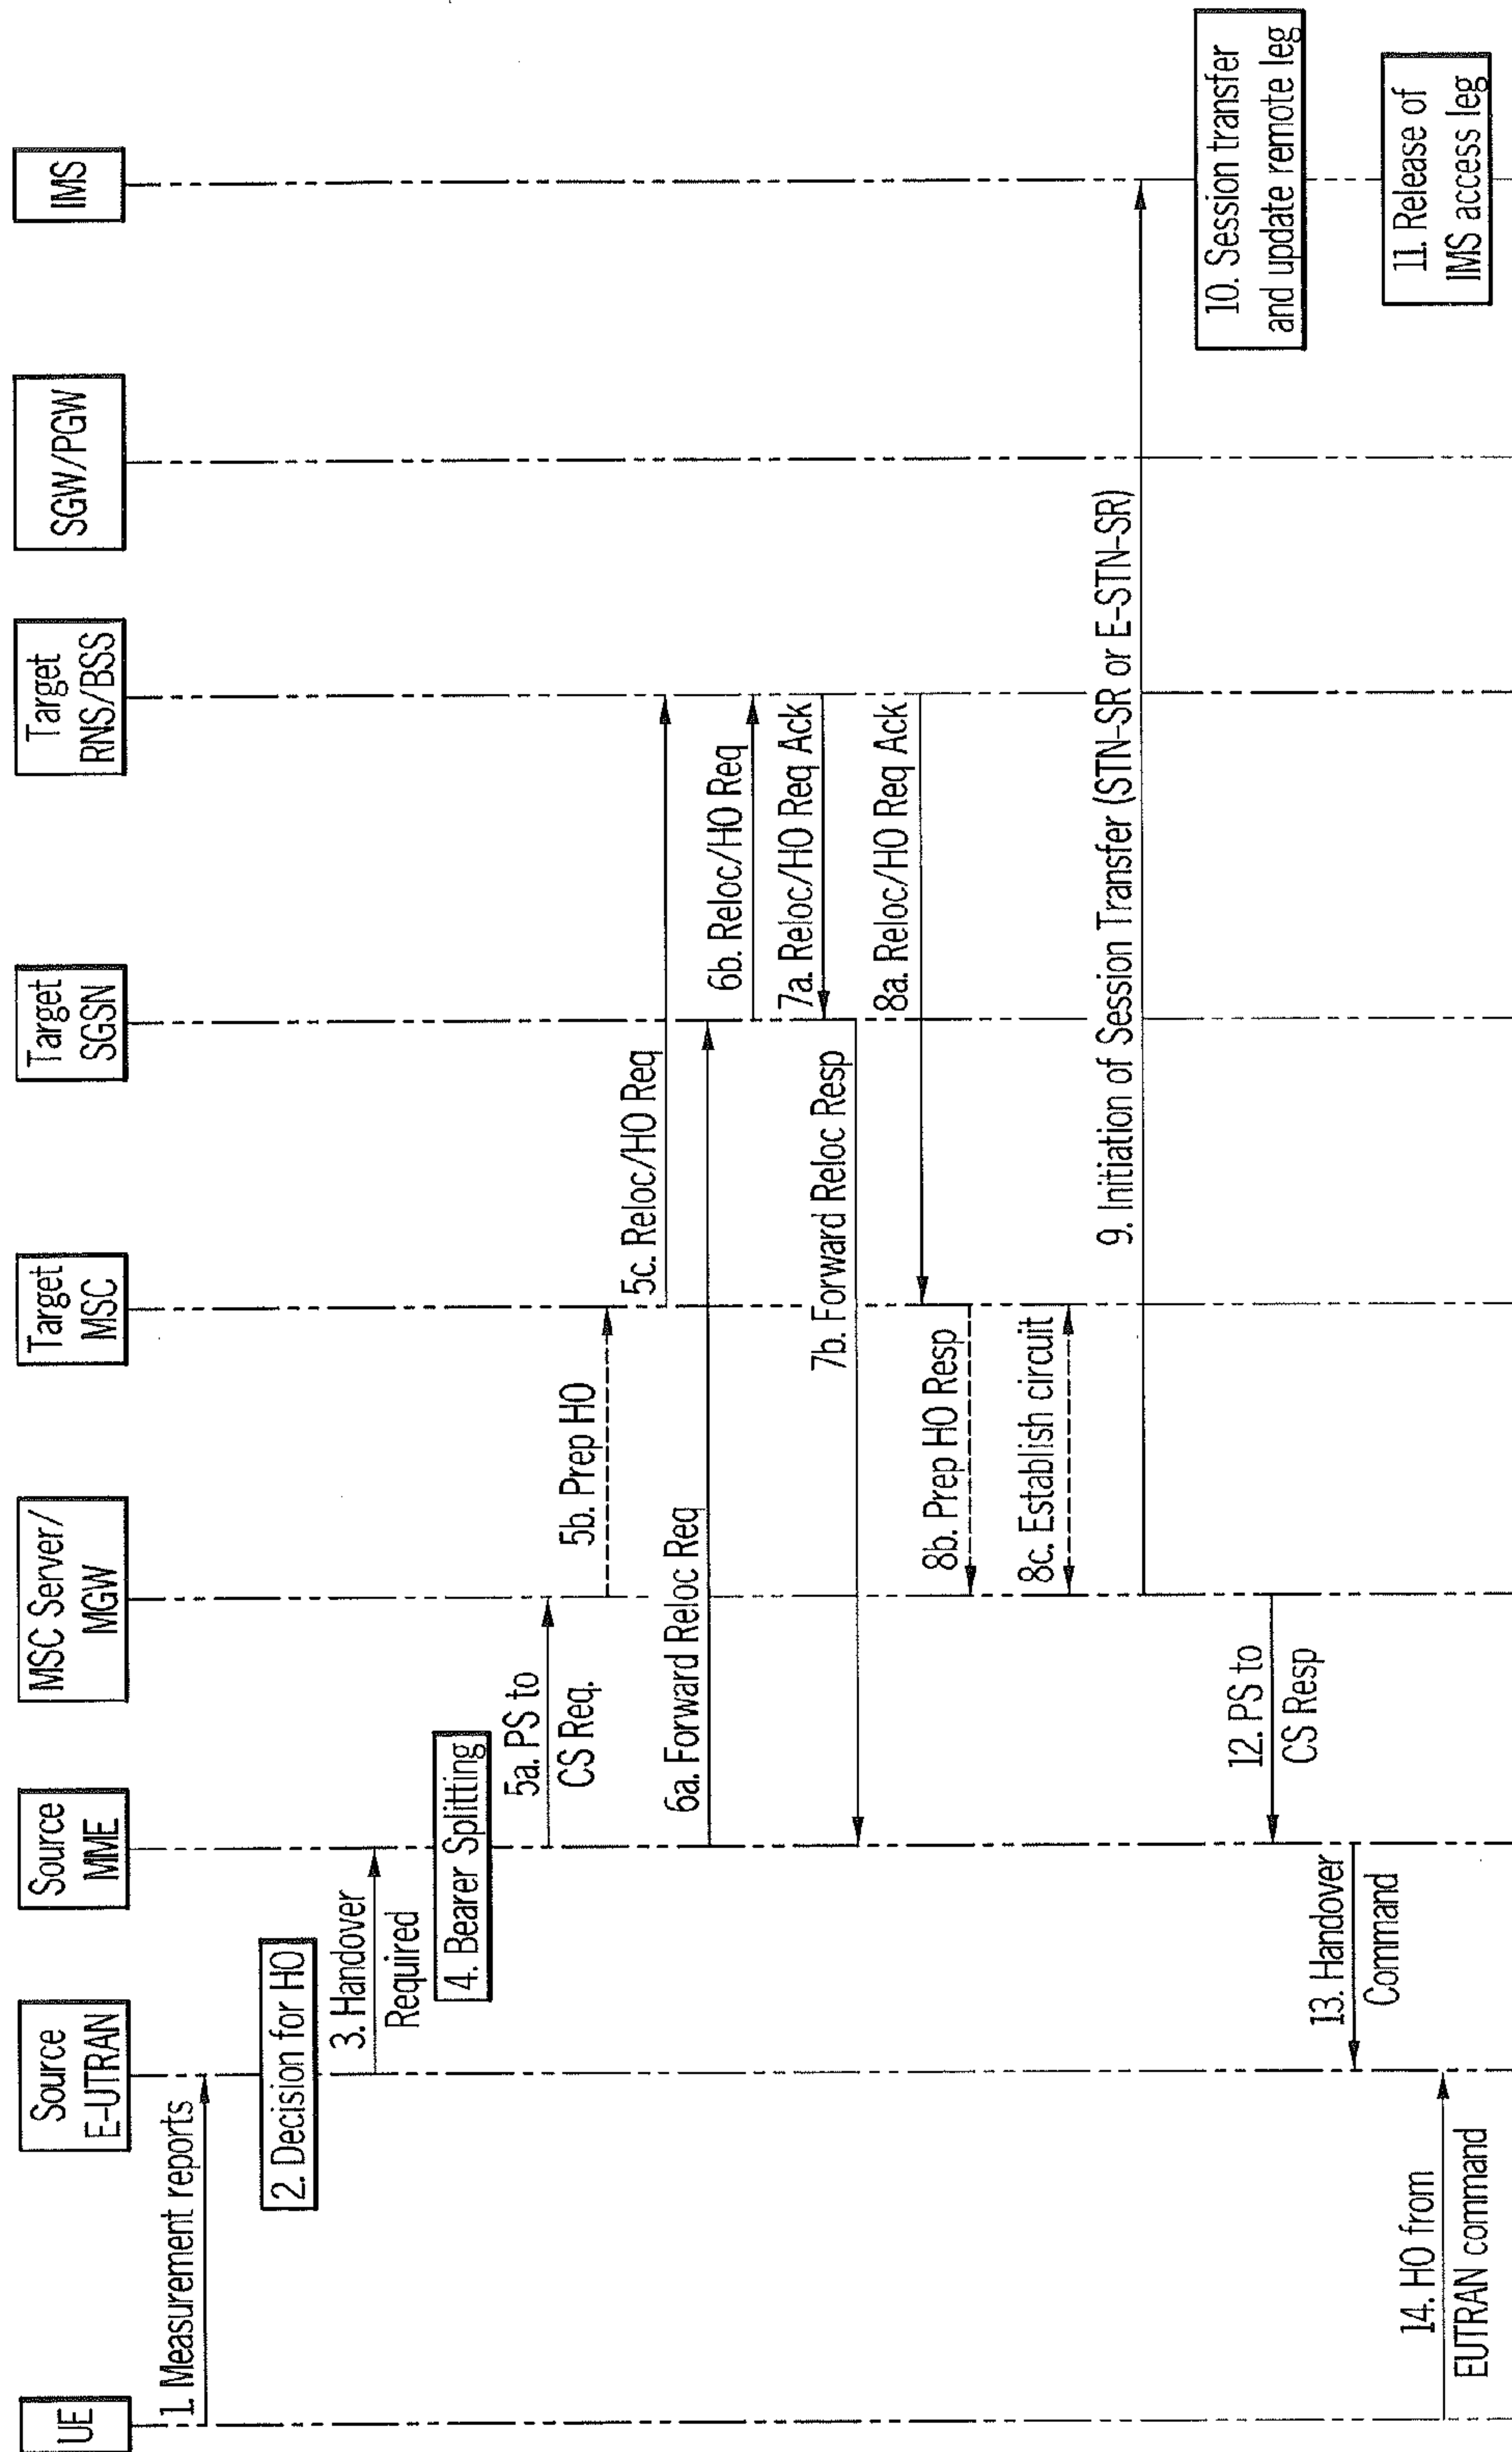 UE
Source
E-UTRAN
Source
MME
MSC Server/
MGW
Target
MSC
Target
SGSN
Target
RNS/BSS
SGW/PGW
IMS
1. Measurement reports
2. Decision for HO
3. Handover
Required
4. Bearer Splitting
5a. PS to
CS Req.
5b. Prep HO
5c. Reloc/HO Req
6a. Forward Reloc Req
6b. Reloc/HO Req
7a. Reloc/HO Req Ack
7b. Forward Reloc Resp
8a. Reloc/HO Req Ack
8b. Prep HO Resp
8c. Establish circuit
9. Initiation of Session Transfer (STN-SR or E-STN-SR)
10. Session transfer
and update remote leg
12. PS to
CS Resp
13. Handover
Command
11. Release of
IMS access leg
14. HO from
EUTRAN command